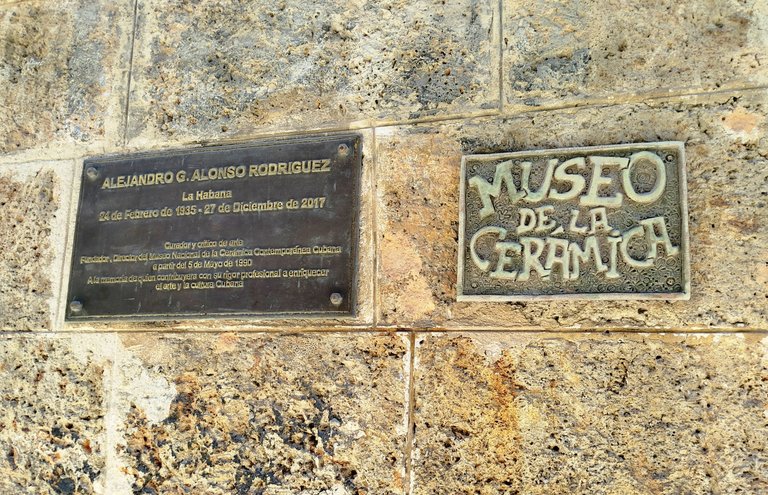 ALEJANDRO G. ALONSO RODRIGUEZ
La Habana
24 de Febrero de 1935 - 27 de Diciembre de 2017
Curador y crítico de arte
Fundador, Director del Museo Nacional de la Cerámica Contemporánea Cubana
a partir del 5 de Mayo de 1990
A la memoria de quien contribuyera con su rigor profesional a enriquecer
el arte y la cultura Cubana
MUSEO
DE LA
CERÁMICA